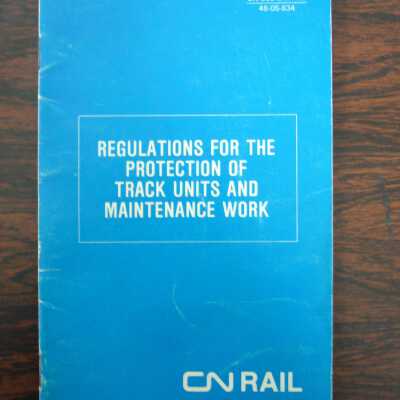 48-05-834
REGULATIONS FOR THE
PROTECTION OF
TRACK UNITS AND
MAINTENANCE WORK
CN RAIL